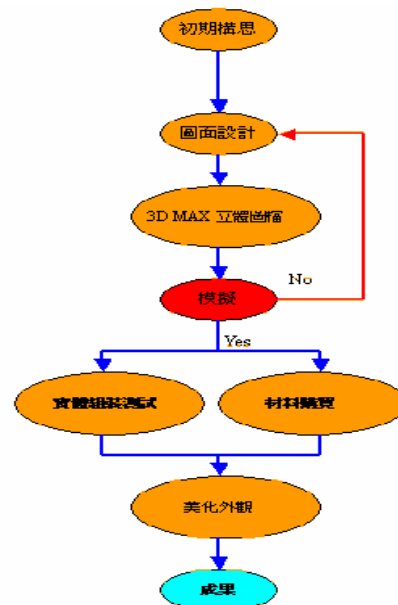 初期構思
圖面設計
3D MAX 立體圖檔
模擬
No
Yes
實體組裝測試
材料購買
美化外觀
成果